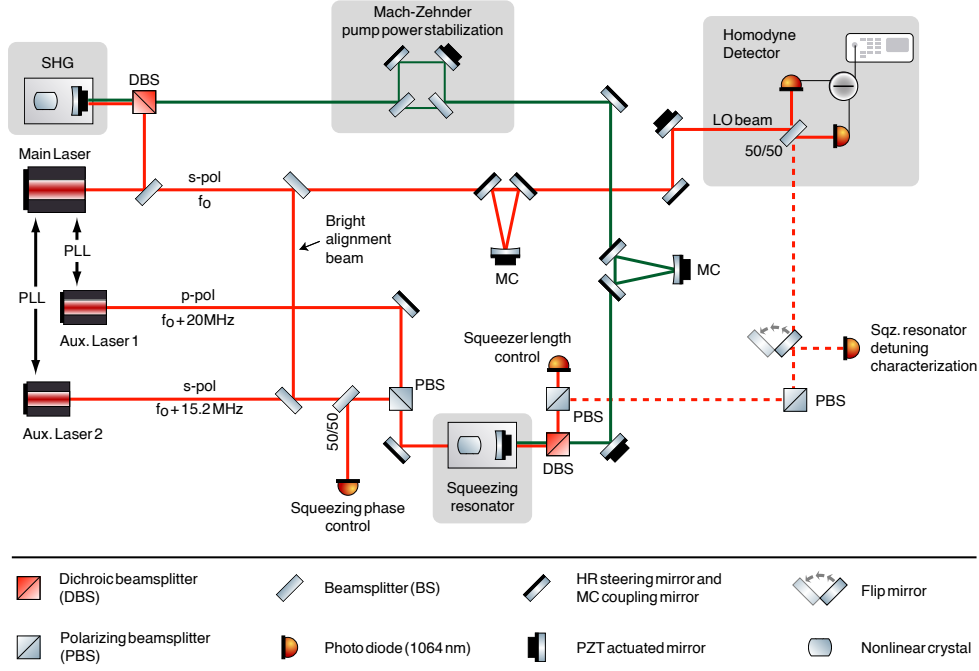 Mach-Zehnder
pump power stabilization
Homodyne
Detector
SHG
DBS
LO beam
50/50
Main Laser
s-pol
fo
Bright
alignment
beam
PLL
PLL
MC
MC
p-pol
fo + 20MHz
Aux. Laser 1
Squeezer length
control
Sqz. resonator
detuning
characterization
s-pol
fo + 15.2 MHz
Aux. Laser 2
PBS
PBS
PBS
50/50
DBS
Squeezing phase
control
Squeezing
resonator
Dichroic beamsplitter
(DBS)
Beamsplitter (BS)
HR steering mirror and
MC coupling mirror
Flip mirror
Polarizing beamsplitter
(PBS)
Photo diode (1064 nm)
PZT actuated mirror
Nonlinear crystal